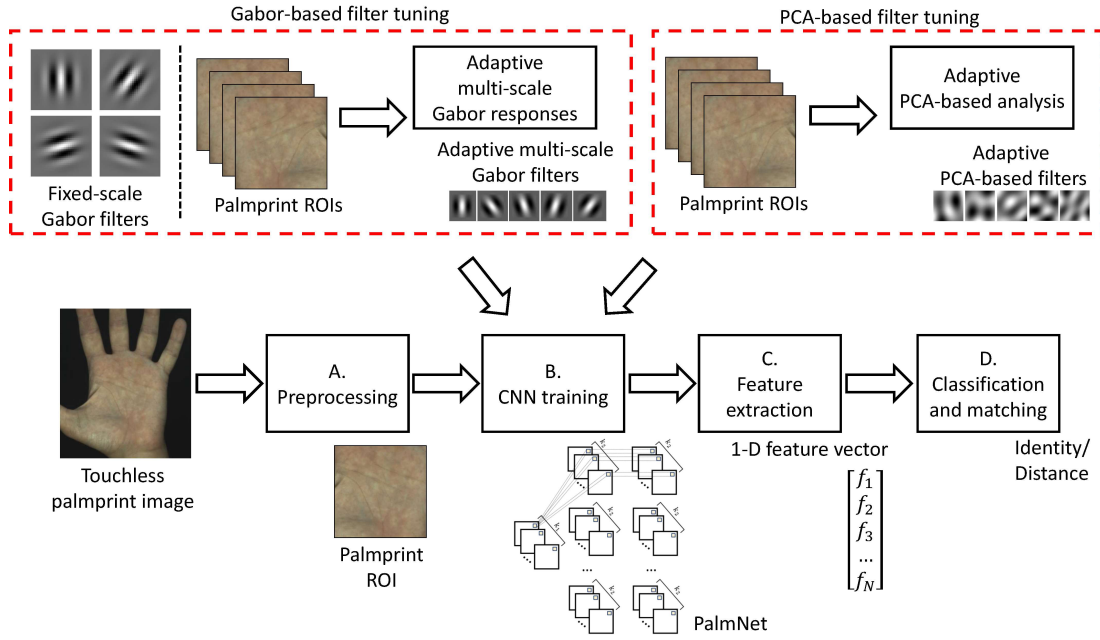 Gabor-based filter tuning
PCA-based filter tuning
Fixed-scale
Gabor filters
Palmprint ROIs
Adaptive
multi-scale
Gabor responses
Adaptive multi-scale
Gabor filters
Palmprint ROIs
Adaptive
PCA-based analysis
Adaptive
PCA-based filters
Touchless
palmprint image
A.
Preprocessing
Palmprint
ROI
B.
CNN training
PalmNet
C.
Feature
extraction
1-D feature vector
f1
f2
f3
...
fN
D.
Classification
and matching
Identity/
Distance